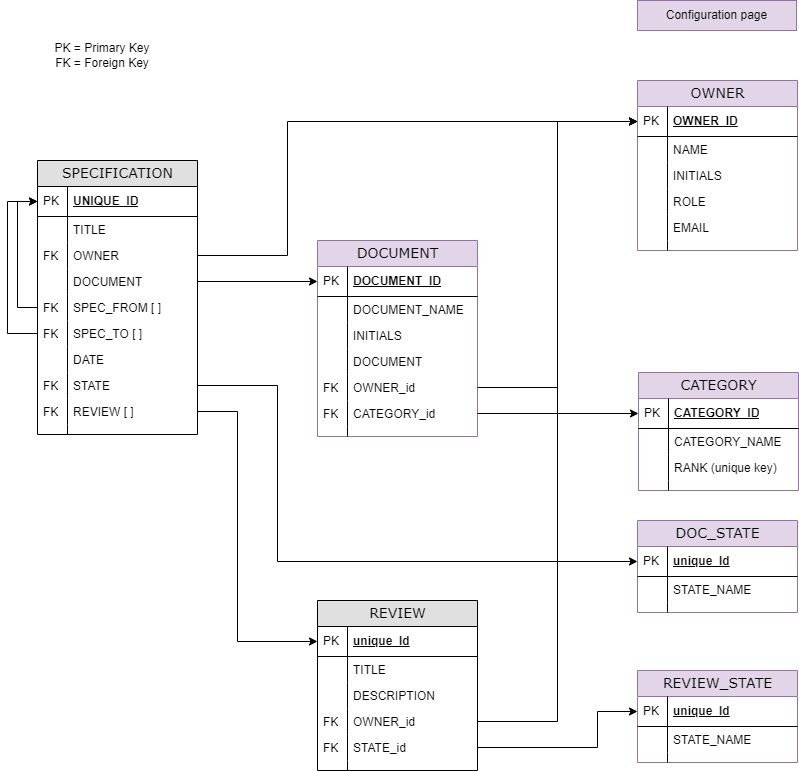 Configuration page
PK = Primary Key
FK = Foreign Key
OWNER
PK OWNER_ID
NAME
INITIALS
ROLE
EMAIL
SPECIFICATION
PK UNIQUE_ID
TITLE
FK OWNER
DOCUMENT
FK SPEC_FROM [ ]
FK SPEC_TO [ ]
DATE
FK STATE
FK REVIEW [ ]
DOCUMENT
PK DOCUMENT_ID
DOCUMENT_NAME
INITIALS
DOCUMENT
FK OWNER_id
FK CATEGORY_id
CATEGORY
PK CATEGORY_ID
CATEGORY_NAME
RANK (unique key)
DOC_STATE
PK unique_Id
STATE_NAME
REVIEW
PK unique_Id
TITLE
DESCRIPTION
FK OWNER_id
FK STATE_id
REVIEW_STATE
PK unique_Id
STATE_NAME